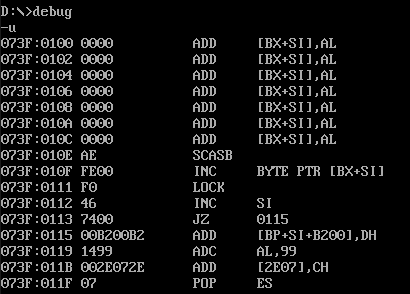 D:\>debug
-u
073F:0100 0000 ADD [BX+SI],AL
073F:0102 0000 ADD [BX+SI],AL
073F:0104 0000 ADD [BX+SI],AL
073F:0106 0000 ADD [BX+SI],AL
073F:0108 0000 ADD [BX+SI],AL
073F:010A 0000 ADD [BX+SI],AL
073F:010C 0000 ADD [BX+SI],AL
073F:010E AE SCASB
073F:010F FE00 INC BYTE PTR [BX+SI]
073F:0111 F0 LOCK
073F:0112 46 INC SI
073F:0113 7400 JZ 0115
073F:0115 00B200B2 ADD [BP+SI+B200],DH
073F:0119 1499 ADC AL,99
073F:011B 002E072E ADD [2E07],CH
073F:011F 07 POP ES